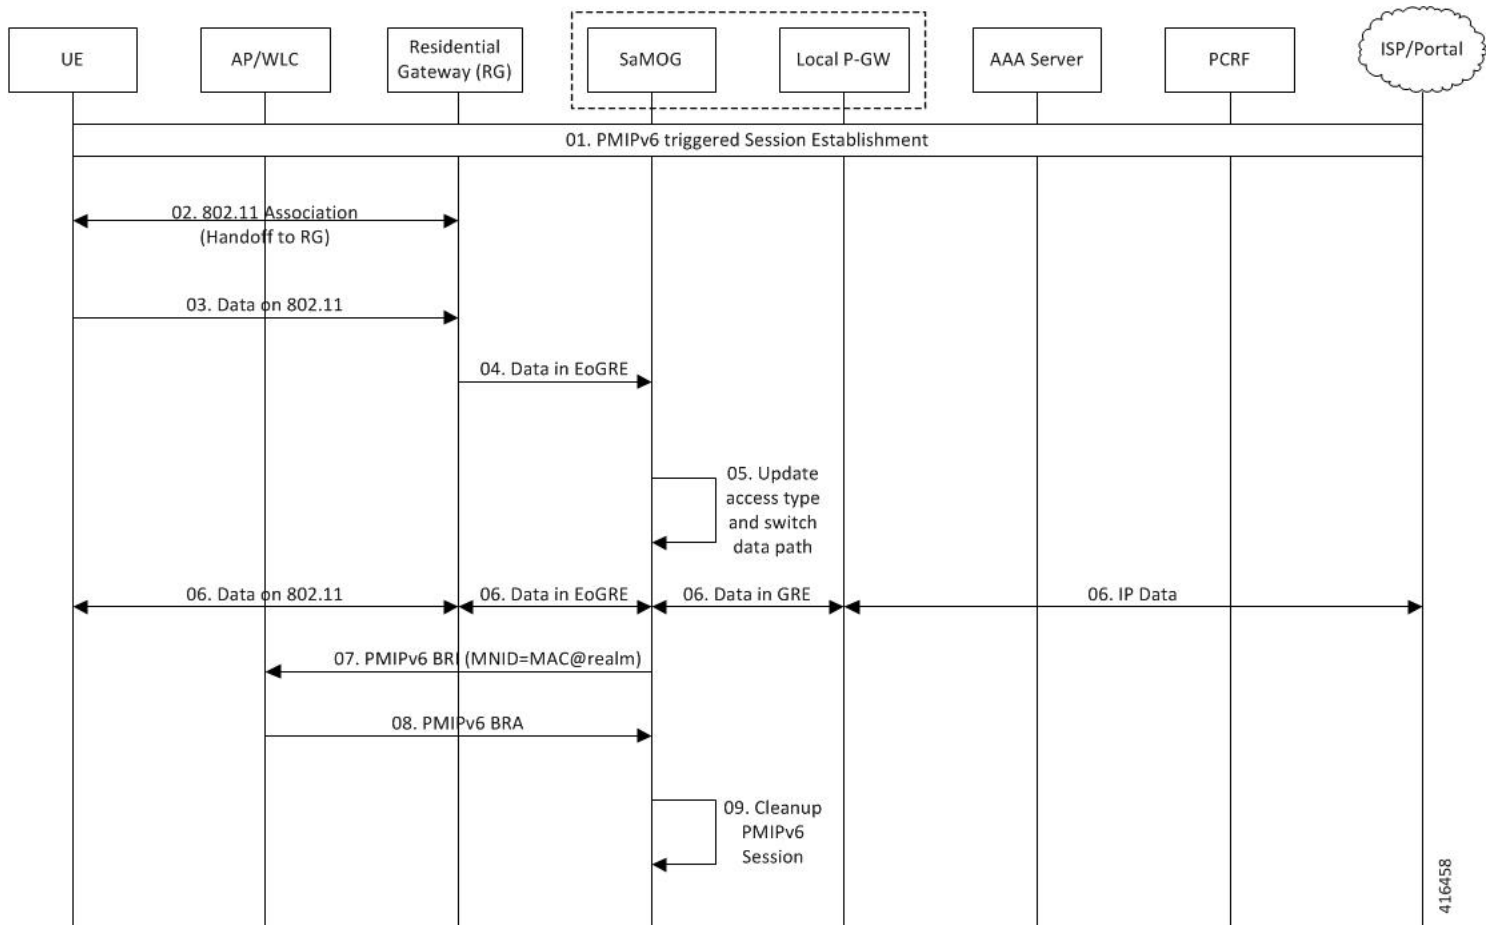 UE
AP/WLC
Residential
Gateway (RG)
SaMOG
Local P-GW
AAA Server
PCRF
ISP/Portal
01. PMIPv6 triggered Session Establishment
02. 802.11 Association
(Handoff to RG)
03. Data on 802.11
04. Data in EoGRE
05. Update
access type
and switch
data path
06. Data on 802.11
06. Data in EoGRE
06. Data in GRE
06. IP Data
07. PMIPv6 BRI (MNID=MAC@realm)
08. PMIPv6 BRA
09. Cleanup
PMIPv6
Session
416458